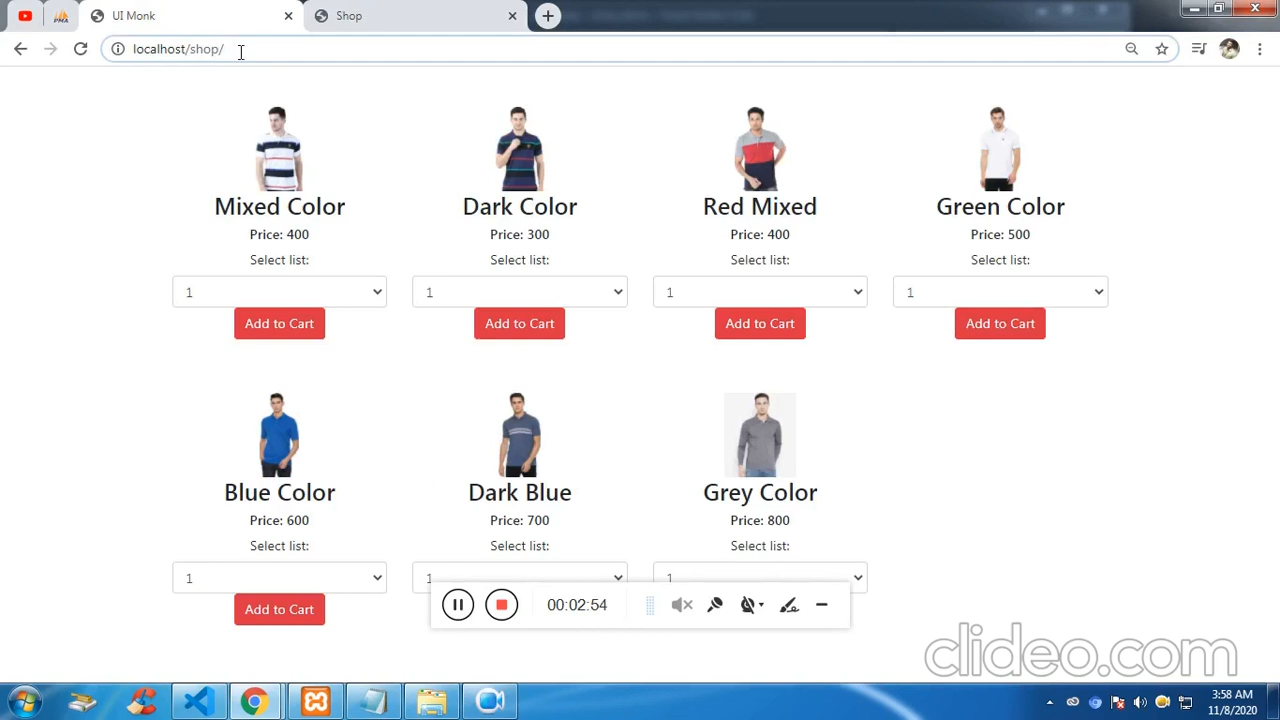 PMA
UI Monk
Shop
localhost/shop/
Mixed Color
Price: 400
Select list:
1
Add to Cart
Dark Color
Price: 300
Select list:
1
Add to Cart
Red Mixed
Price: 400
Select list:
1
Add to Cart
Green Color
Price: 500
Select list:
1
Add to Cart
Blue Color
Price: 600
Select list:
1
Add to Cart
Dark Blue
Price: 700
Select list:
1
Grey Color
Price: 800
Select list:
1
00:02:54
clideo.com
3:58 AM
11/8/2020